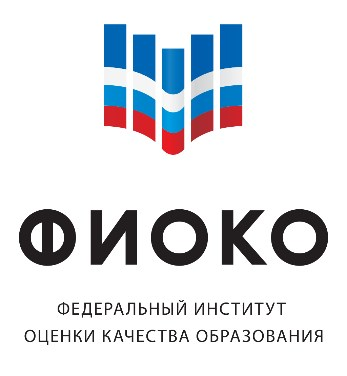 ФИОКО
ФЕДЕРАЛЬНЫЙ ИНСТИТУТ
ОЦЕНКИ КАЧЕСТВА ОБРАЗОВАНИЯ